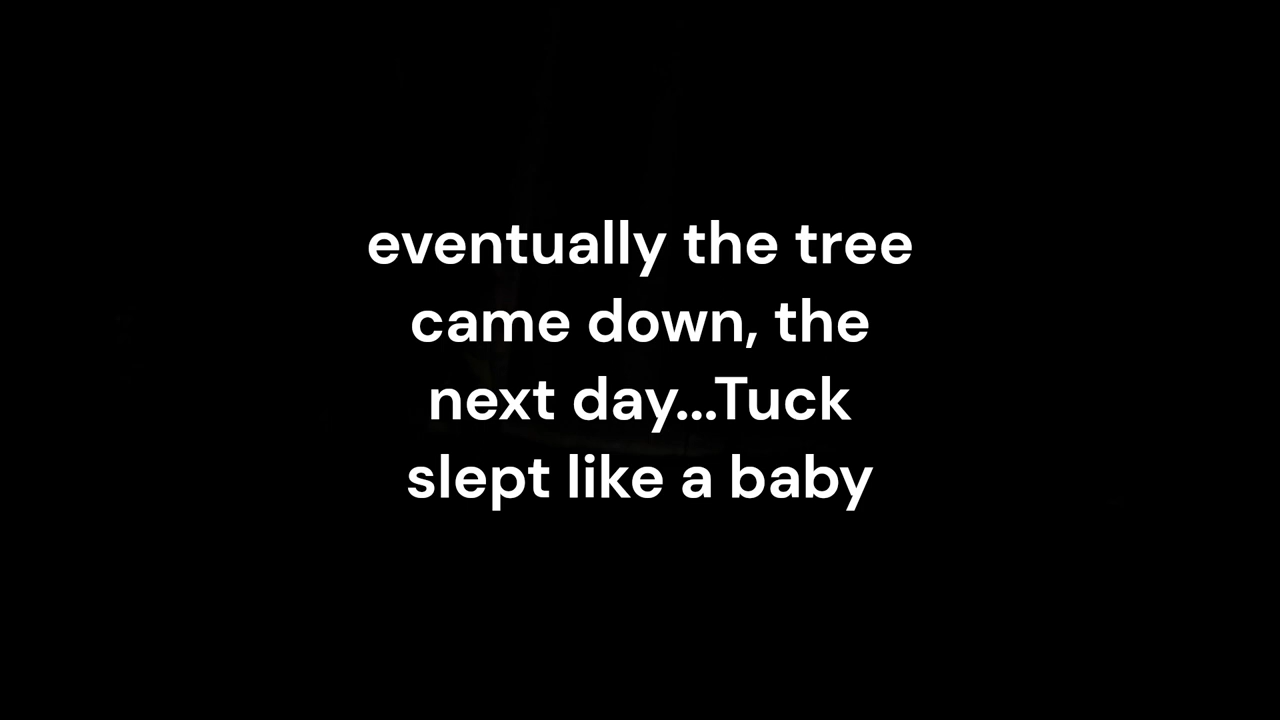 eventually the tree
came down, the
next day...Tuck
slept like a baby